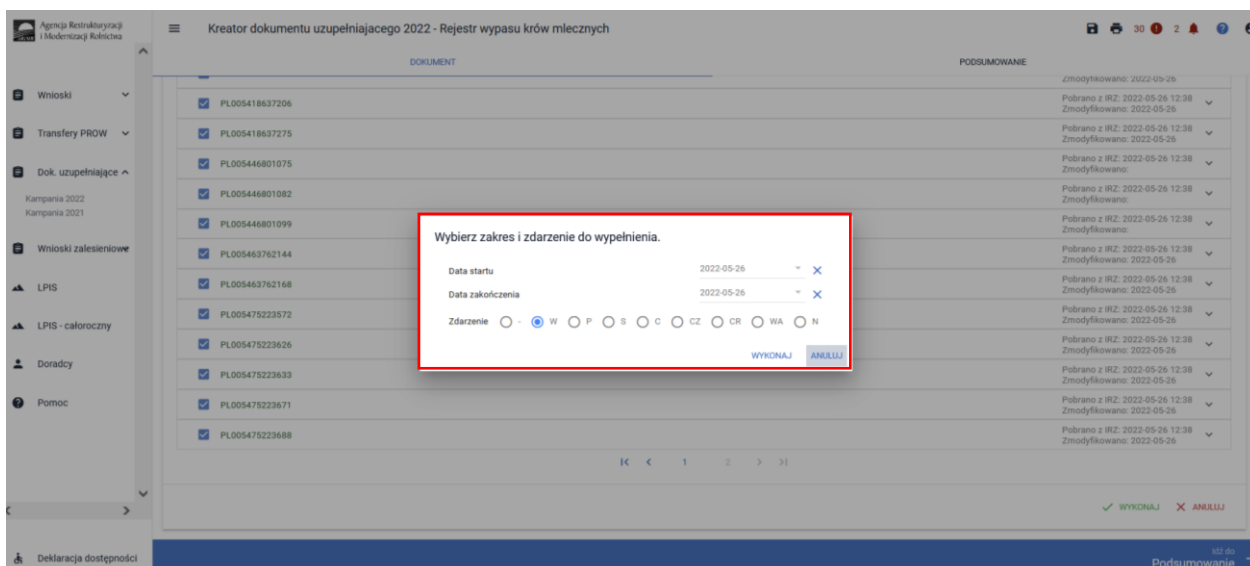 Agencja Restrukturyzacji
i Modernizacji Rolnictwa
Kreator dokumentu uzupełniajacego 2022 - Rejestr wypasu krów mlecznych
30 2
DOKUMENT PODSUMOWANIE
Zmodyfikowano: 2022-05-26
Wnioski
Transfery PROW
Dok. uzupełniające
Kampania 2022
Kampania 2021
Wnioski zalesieniowe
LPIS
LPIS - całoroczny
Doradcy
Pomoc
Deklaracja dostępności
PL005418637206 Pobrano z IRZ: 2022-05-26 12:38
Zmodyfikowano: 2022-05-26
PL005418637275 Pobrano z IRZ: 2022-05-26 12:38
Zmodyfikowano: 2022-05-26
PL005446801075 Pobrano z IRZ: 2022-05-26 12:38
Zmodyfikowano:
PL005446801082 Pobrano z IRZ: 2022-05-26 12:38
Zmodyfikowano:
PL005446801099 Pobrano z IRZ: 2022-05-26 12:38
Zmodyfikowano:
PL005463762144 Pobrano z IRZ: 2022-05-26 12:38
Zmodyfikowano: 2022-05-26
PL005463762168 Pobrano z IRZ: 2022-05-26 12:38
Zmodyfikowano: 2022-05-26
PL005475223572 Pobrano z IRZ: 2022-05-26 12:38
Zmodyfikowano: 2022-05-26
PL005475223626 Pobrano z IRZ: 2022-05-26 12:38
Zmodyfikowano: 2022-05-26
PL005475223633 Pobrano z IRZ: 2022-05-26 12:38
Zmodyfikowano: 2022-05-26
PL005475223671 Pobrano z IRZ: 2022-05-26 12:38
Zmodyfikowano: 2022-05-26
PL005475223688 Pobrano z IRZ: 2022-05-26 12:38
Zmodyfikowano: 2022-05-26
Wybierz zakres i zdarzenie do wypełnienia.
Data startu 2022-05-26
Data zakończenia 2022-05-26
Zdarzenie - W P S C CZ CR WA N
WYKONAJ ANULUJ
1 2
WYKONAJ ANULUJ
Idź do
Podsumowanie